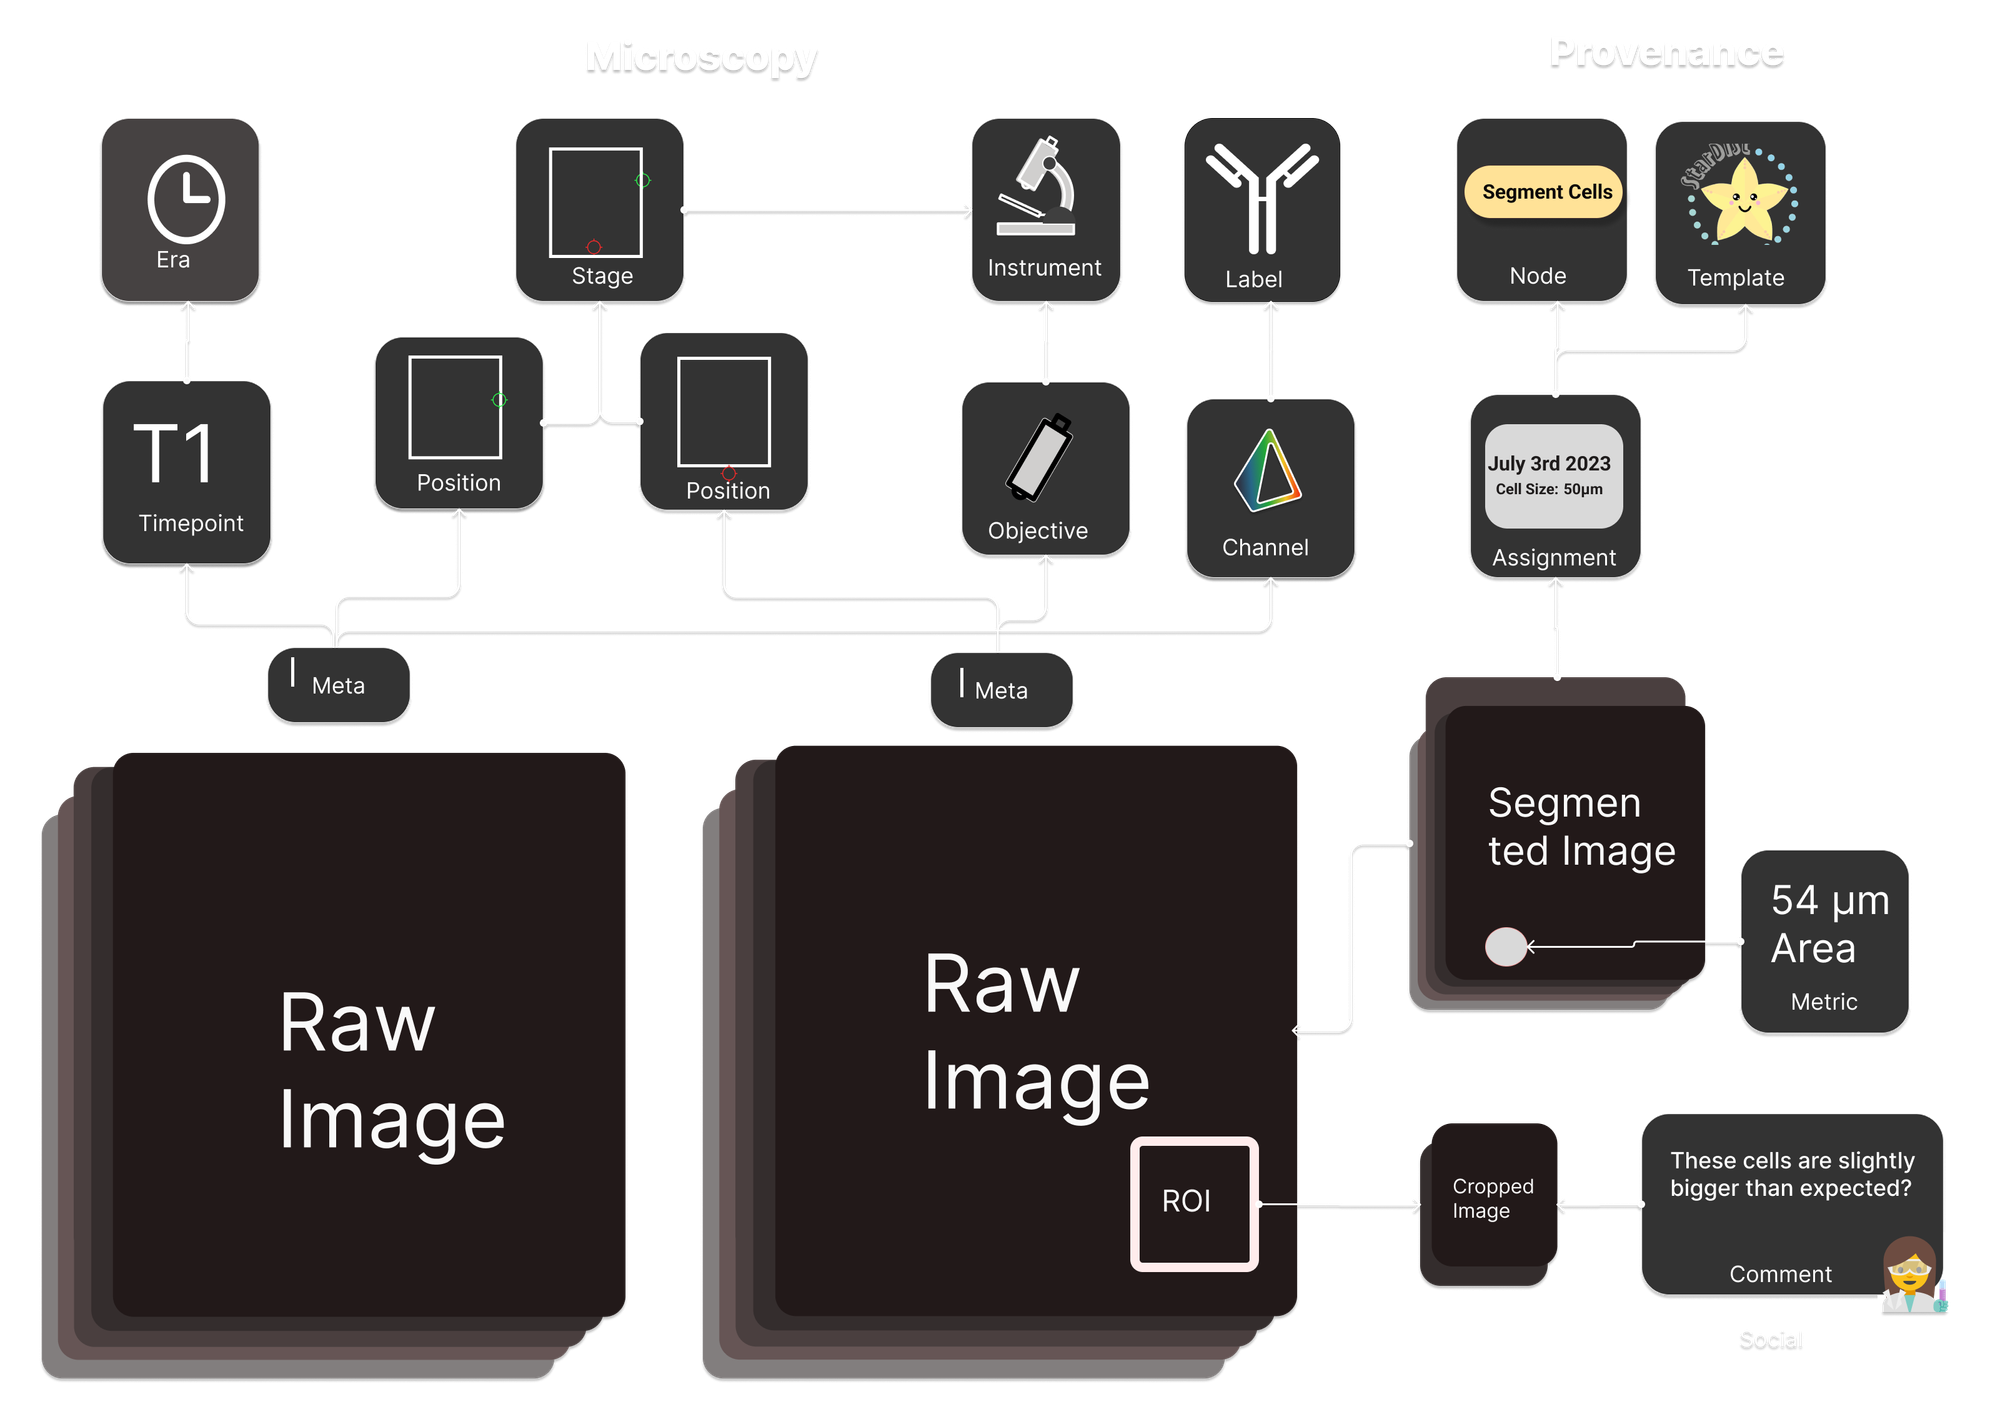 Microscopy
Provenance
Era
Stage
Instrument
Label
Segment Cells
Node
StarDist
Template
T1
Timepoint
Position
Position
Objective
Channel
July 3rd 2023
Cell Size: 50µm
Assignment
Meta
Meta
Raw
Image
Raw
Image
ROI
Segmen
ted Image
54 µm
Area
Metric
Cropped
Image
These cells are slightly
bigger than expected?
Comment
Social